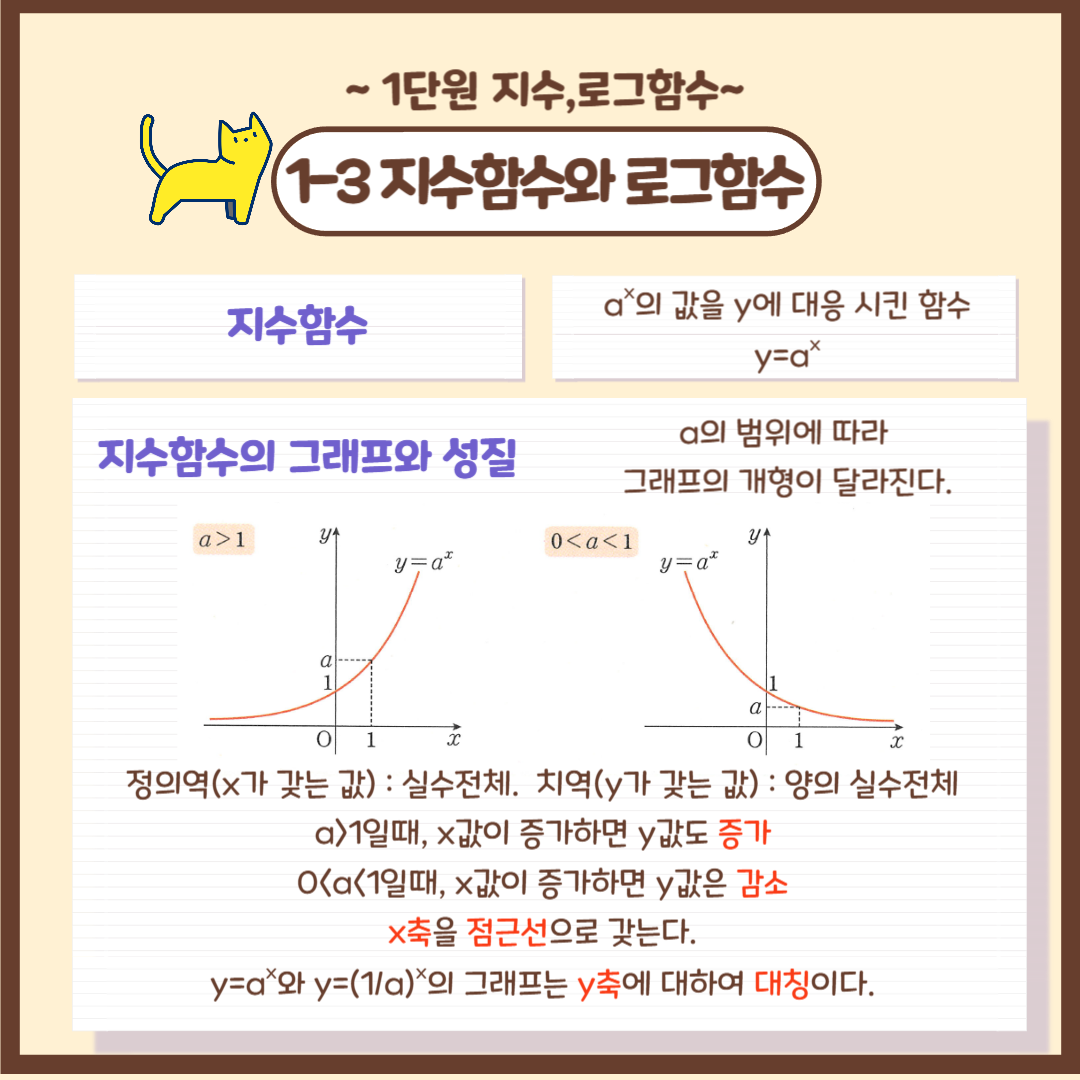 ~ 1단원 지수,로그함수~
1-3 지수함수와 로그함수
지수함수
aˣ의 값을 y에 대응 시킨 함수
y=aˣ
지수함수의 그래프와 성질
a의 범위에 따라
그래프의 개형이 달라진다.
a>1
y
y=aˣ
a
1
O
1
x
0<a<1
y
y=aˣ
1
a
O
1
x
정의역(x가 갖는 값) : 실수전체. 치역(y가 갖는 값) : 양의 실수전체
a>1일때, x값이 증가하면 y값도 증가
0<a<1일때, x값이 증가하면 y값은 감소
x축을 점근선으로 갖는다.
y=aˣ와 y=(1/a)ˣ의 그래프는 y축에 대하여 대칭이다.